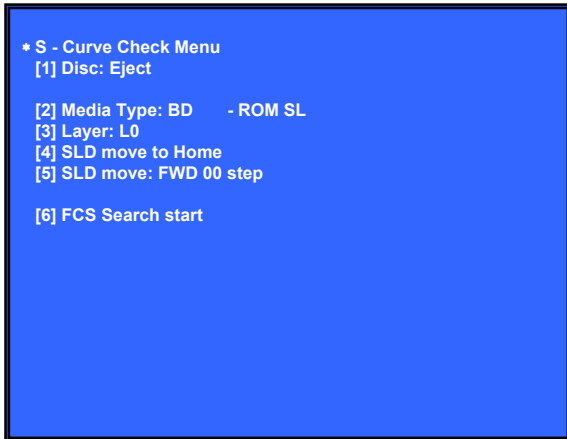 * S - Curve Check Menu
[1] Disc: Eject
[2] Media Type: BD - ROM SL
[3] Layer: L0
[4] SLD move to Home
[5] SLD move: FWD 00 step
[6] FCS Search start